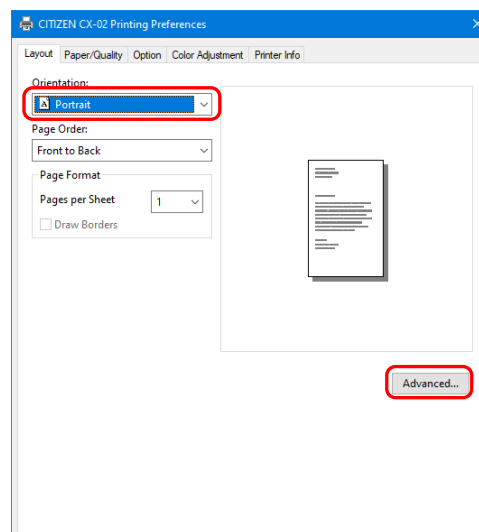 CITIZEN CX-02 Printing Preferences
Layout Paper/Quality Option Color Adjustment Printer Info
Orientation:
A Portrait
Page Order:
Front to Back
Page Format
Pages per Sheet 1
Draw Borders
Advanced...